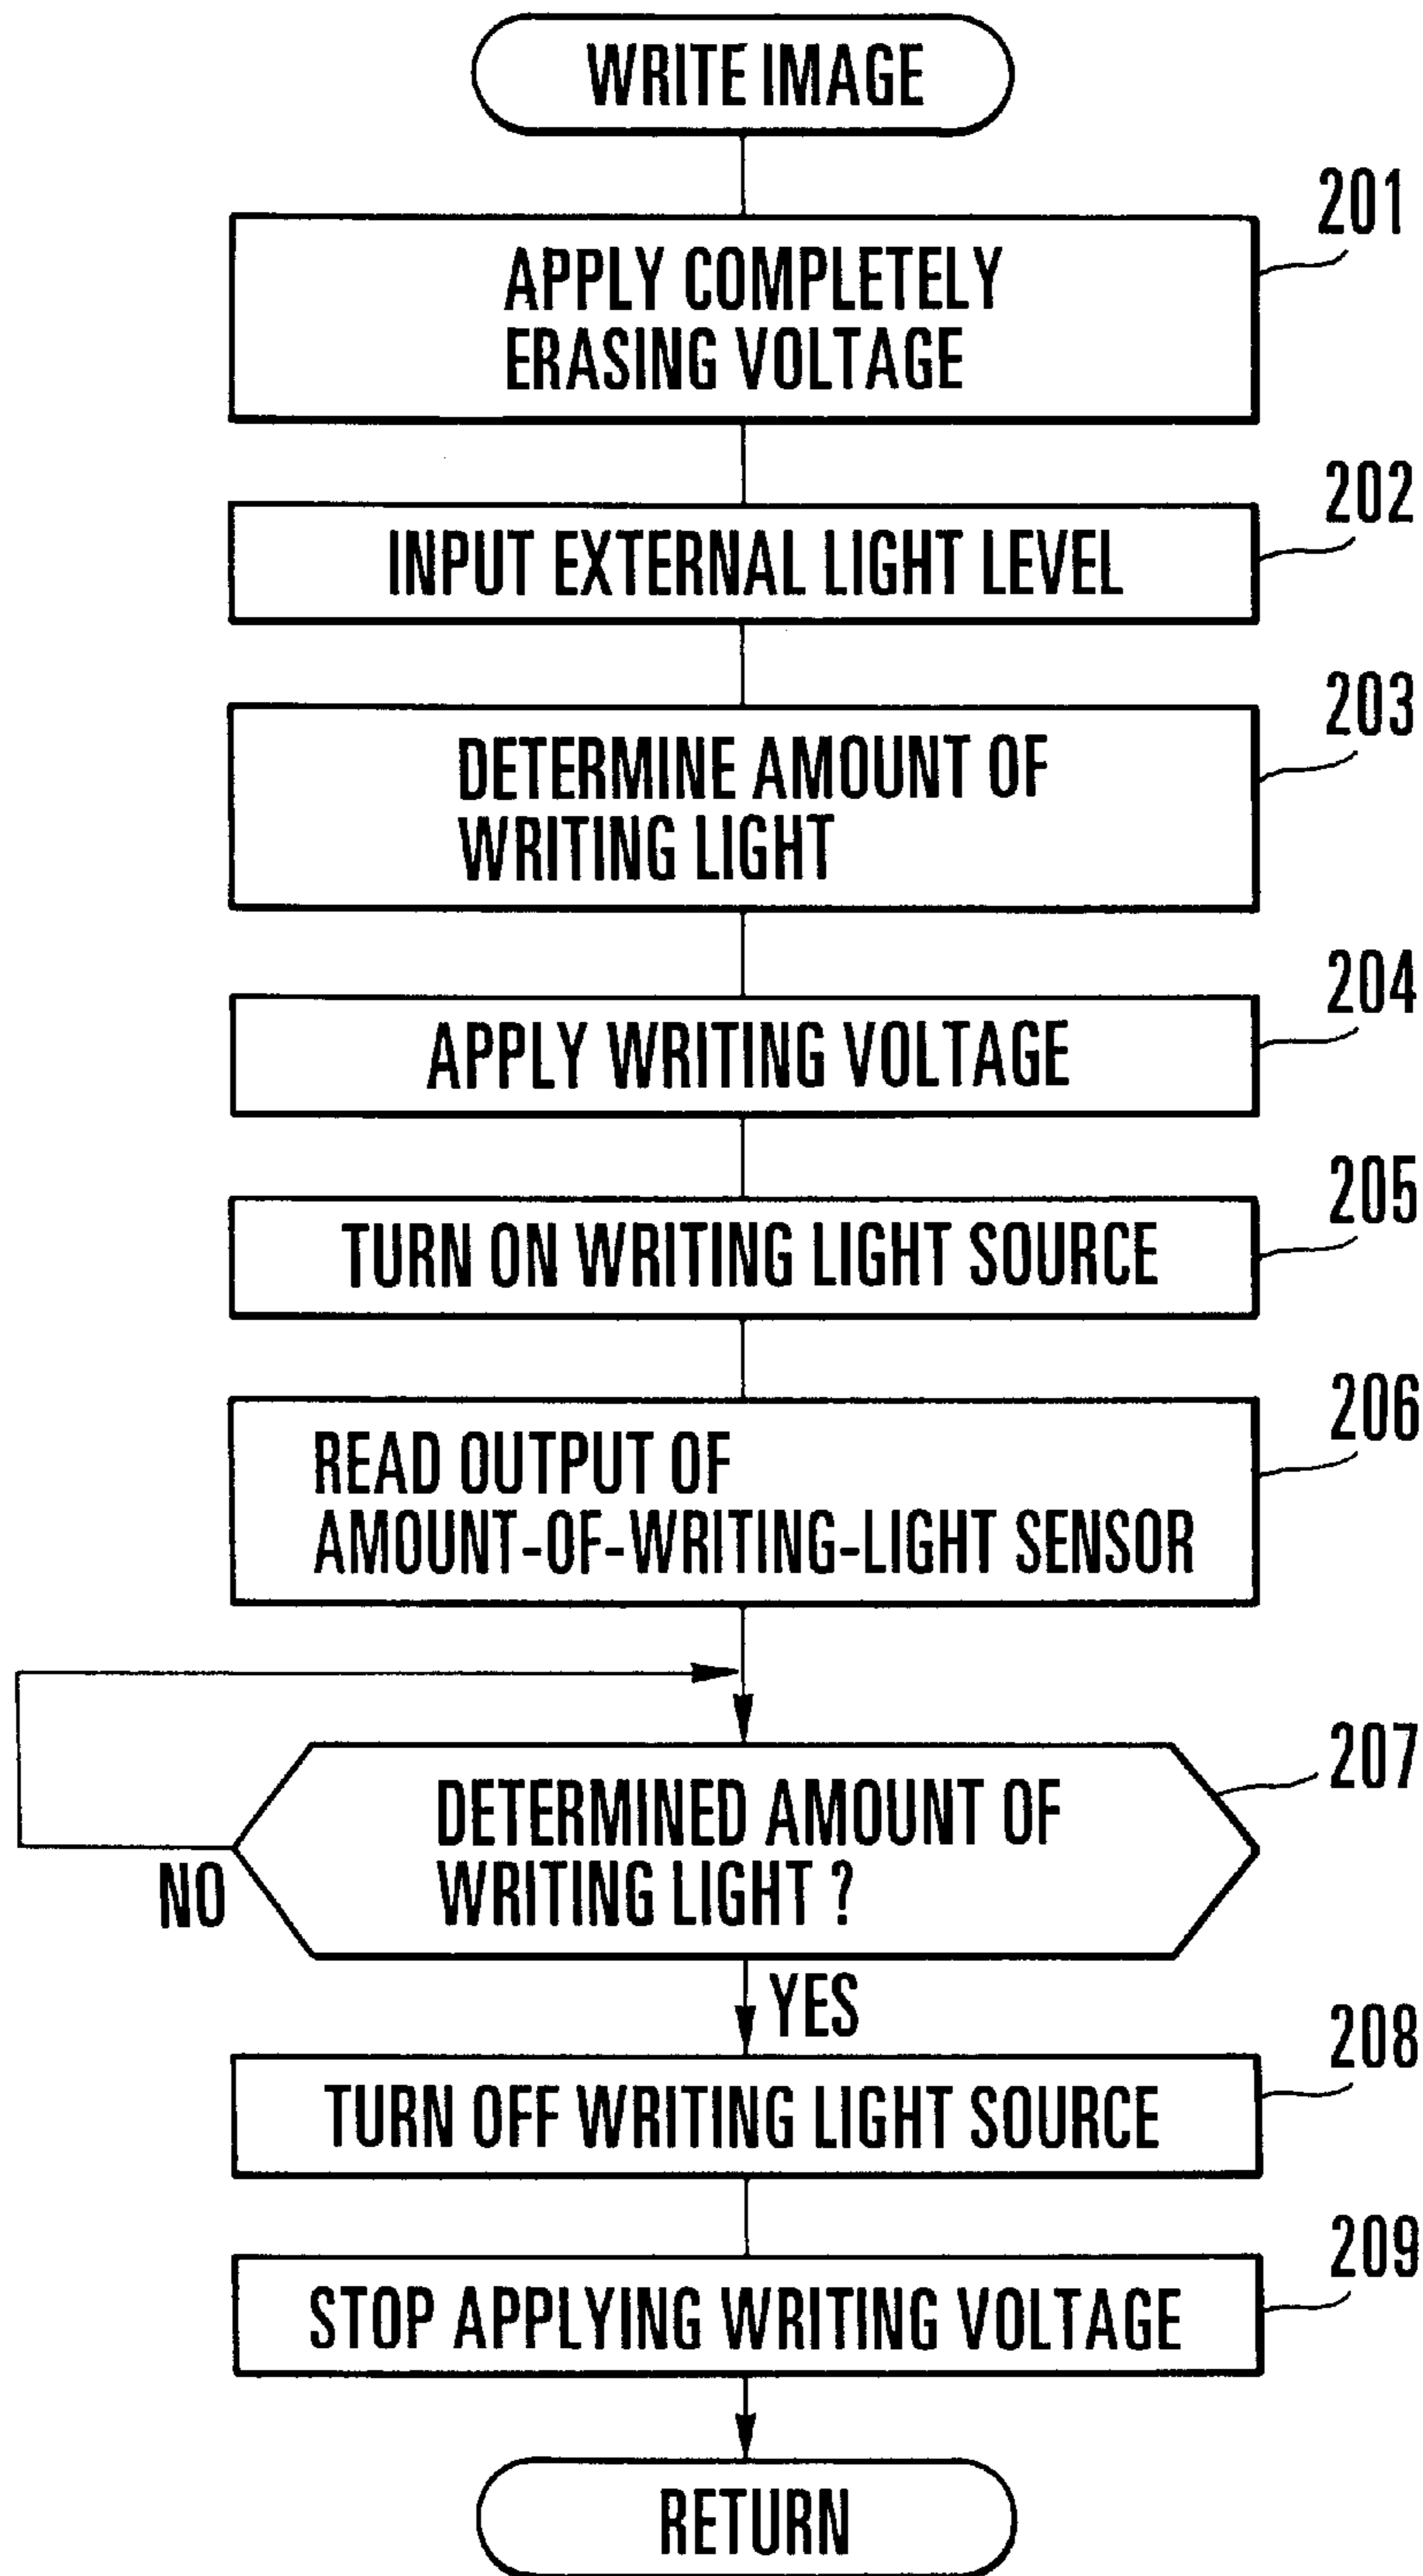 WRITE IMAGE
201
APPLY COMPLETELY
ERASING VOLTAGE
202
INPUT EXTERNAL LIGHT LEVEL
203
DETERMINE AMOUNT OF
WRITING LIGHT
204
APPLY WRITING VOLTAGE
205
TURN ON WRITING LIGHT SOURCE
206
READ OUTPUT OF
AMOUNT-OF-WRITING-LIGHT SENSOR
207
DETERMINED AMOUNT OF
WRITING LIGHT ?
NO
YES
208
TURN OFF WRITING LIGHT SOURCE
209
STOP APPLYING WRITING VOLTAGE
RETURN